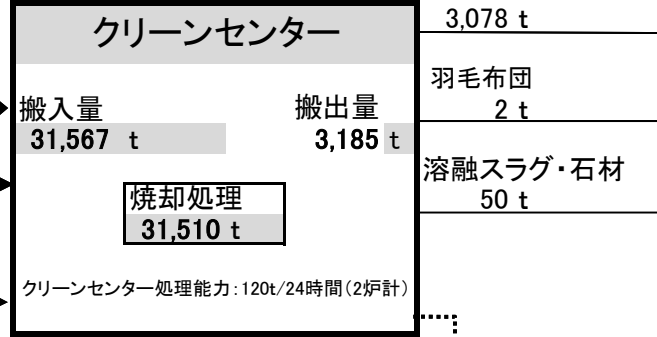 クリーンセンター
搬入量 搬出量
31,567 t 3,185 t
焼却処理
31,510 t
クリーンセンター処理能力:120t/24時間(2炉計)
3,078 t
羽毛布団
2 t
溶融スラグ・石材
50 t